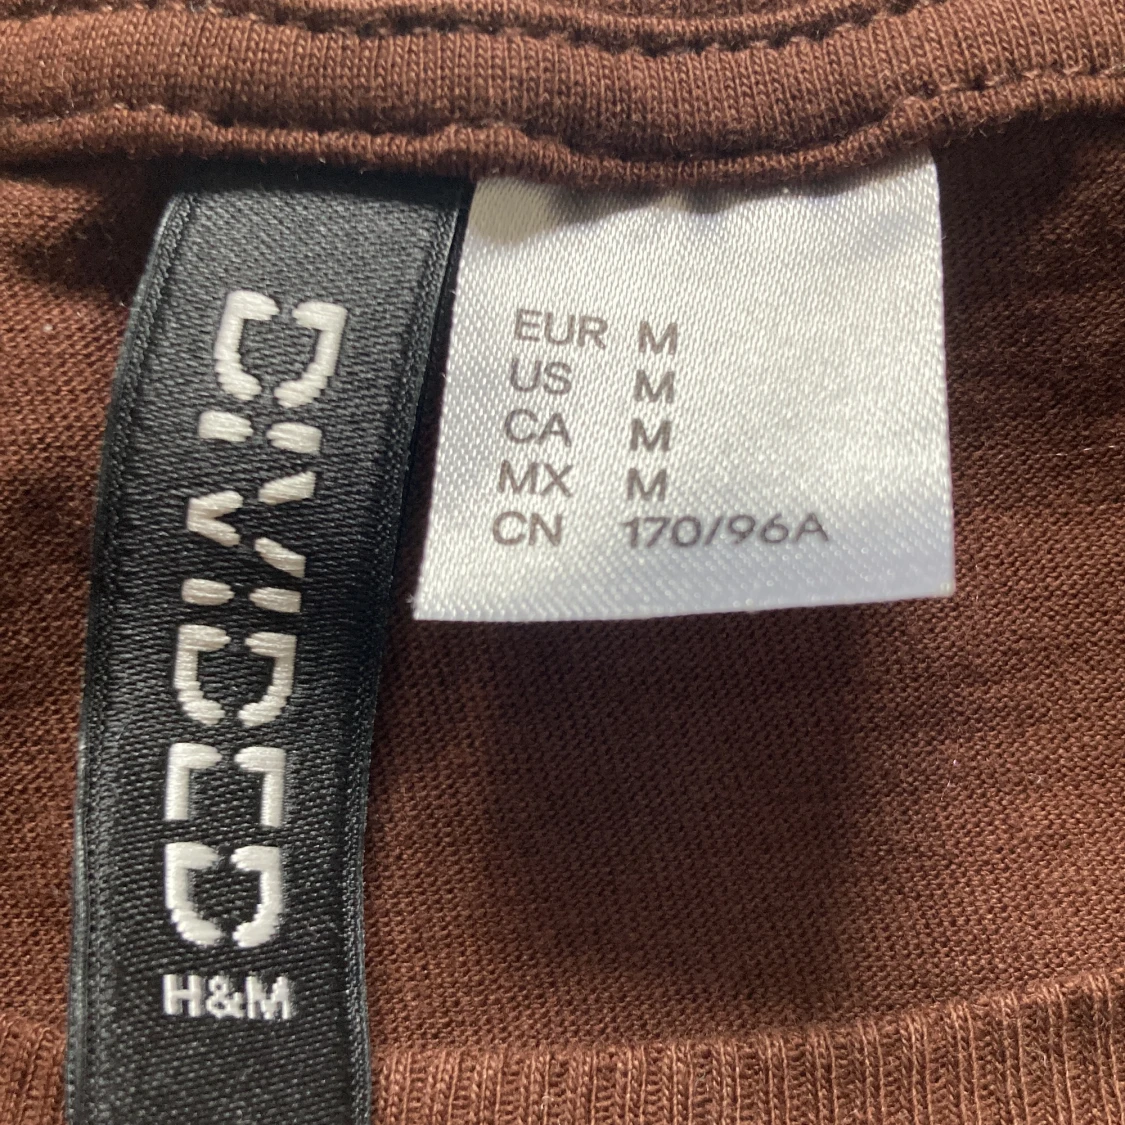 DIVIDED
H&M
EUR M
US M
CA M
MX M
CN 170/96A